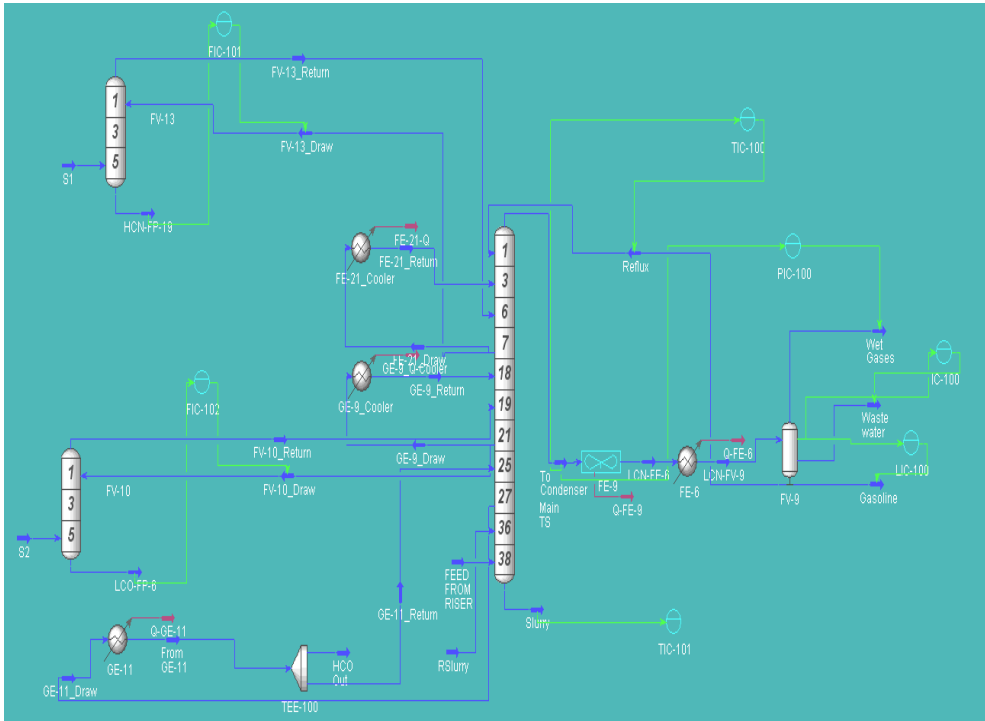 FIC-101
FV-13_Return
1
3
5
FV-13
FV-13_Draw
S1
HCN-FP-19
TIC-100
FE-21-Q
FE-21_Return
FE-21_Cooler
Reflux
PIC-100
1
3
6
7
18
19
21
25
27
36
38
FE-21_Draw
GE-9_Q-Cooler
GE-9_Return
GE-9_Cooler
Wet
Gases
IC-100
FIC-102
Waste
water
FV-10_Return
GE-9_Draw
LIC-100
1
3
5
FV-10
FV-10_Draw
To
Condenser
Main
TS
FE-9
LCN-FE-6
Q-FE-6
LCN-FV-9
FE-6
Q-FE-9
FV-9
Gasoline
S2
LCO-FP-6
FEED
FROM
RISER
GE-11_Return
Slurry
Q-GE-11
From
GE-11
GE-11
HCO
Out
RSlurry
TIC-101
GE-11_Draw
TEE-100